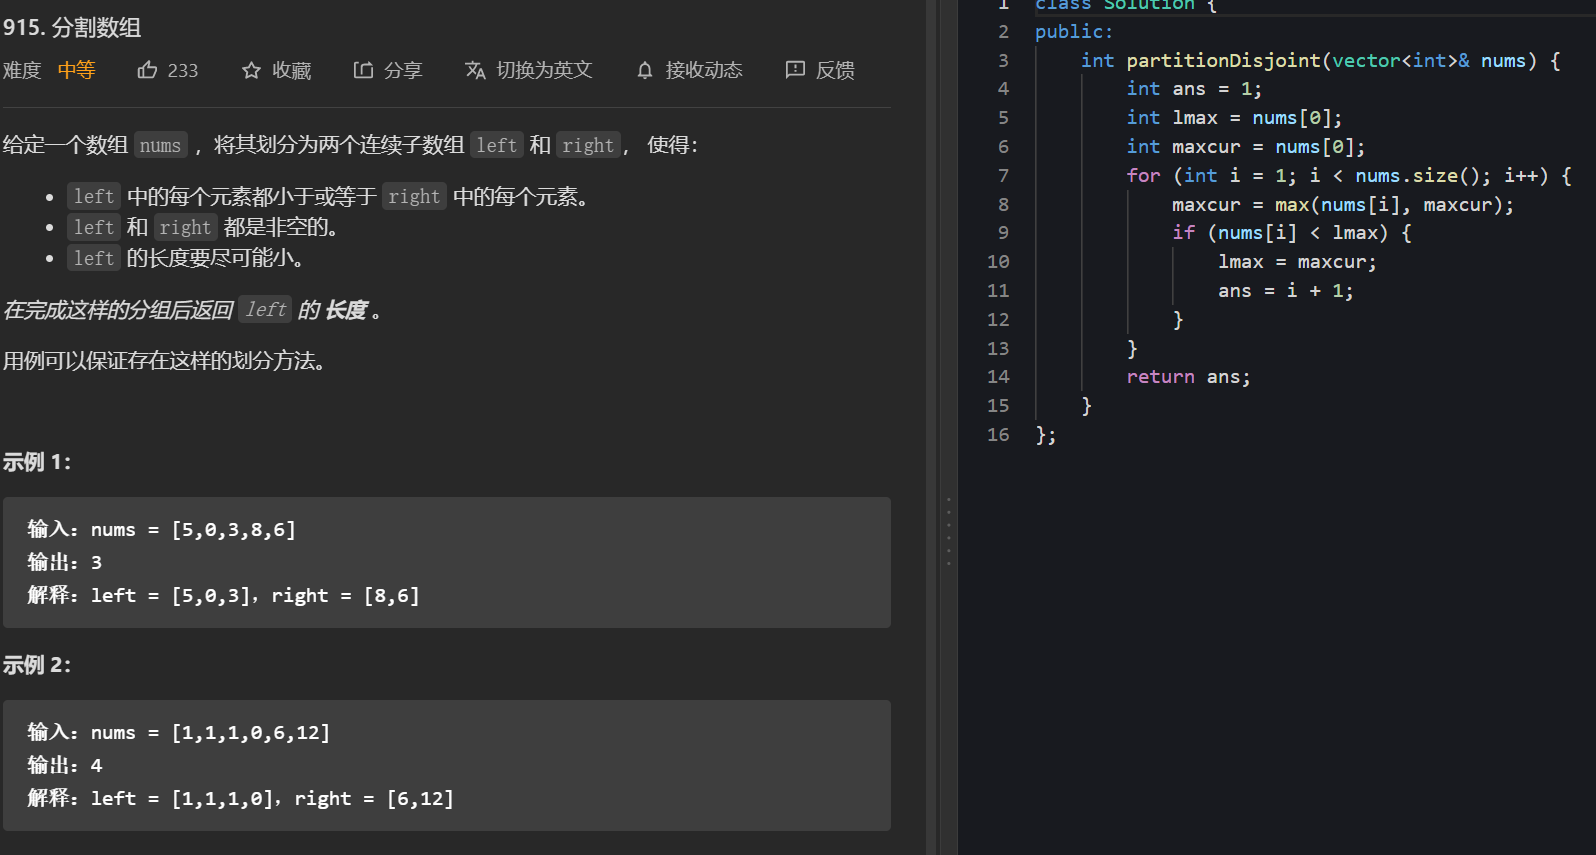 915. 分割数组
难度 中等 233 收藏 分享 切换为英文 接收动态 反馈
给定一个数组 nums ，将其划分为两个连续子数组 left 和 right， 使得：
• left 中的每个元素都小于或等于 right 中的每个元素。
• left 和 right 都是非空的。
• left 的长度要尽可能小。
在完成这样的分组后返回 left 的 长度 。
用例可以保证存在这样的划分方法。
示例 1：
输入：nums = [5,0,3,8,6]
输出：3
解释：left = [5,0,3]，right = [8,6]
示例 2：
输入：nums = [1,1,1,0,6,12]
输出：4
解释：left = [1,1,1,0]，right = [6,12]
1 class Solution {
2 public:
3     int partitionDisjoint(vector<int>& nums) {
4         int ans = 1;
5         int lmax = nums[0];
6         int maxcur = nums[0];
7         for (int i = 1; i < nums.size(); i++) {
8             maxcur = max(nums[i], maxcur);
9             if (nums[i] < lmax) {
10                 lmax = maxcur;
11                 ans = i + 1;
12             }
13         }
14         return ans;
15     }
16 };